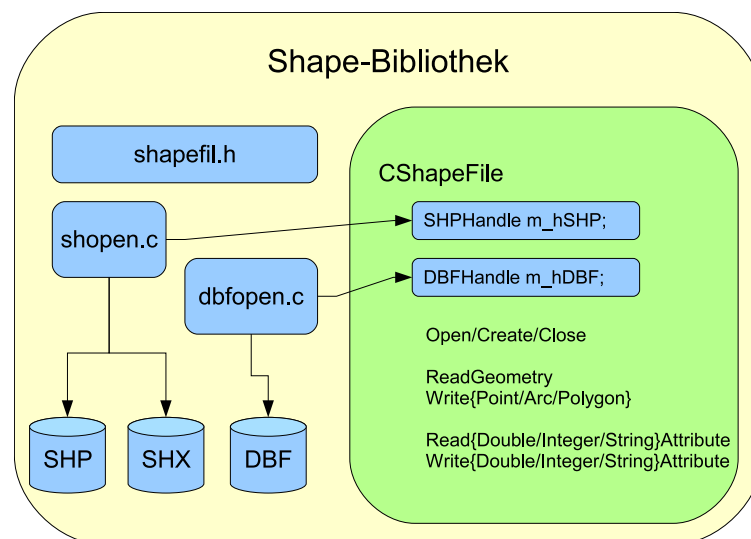 Shape-Bibliothek
shapefil.h
CShapeFile
shopen.c
SHPHandle m_hSHP;
dbfopen.c
DBFHandle m_hDBF;
Open/Create/Close
ReadGeometry
Write{Point/Arc/Polygon}
Read{Double/Integer/String}Attribute
Write{Double/Integer/String}Attribute
SHP
SHX
DBF